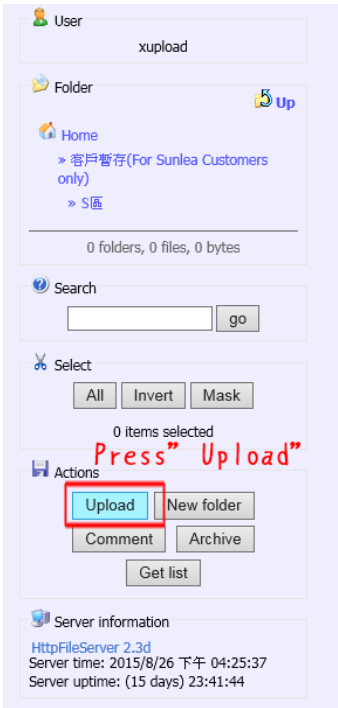 User
xupload
Folder
Up
Home
» 客戶暫存(For Sunlea Customers
only)
» S區
0 folders, 0 files, 0 bytes
Search
go
Select
All Invert Mask
0 items selected
Press” Upload”
Actions
Upload New folder
Comment Archive
Get list
Server information
HttpFileServer 2.3d
Server time: 2015/8/26 下午 04:25:37
Server uptime: (15 days) 23:41:44